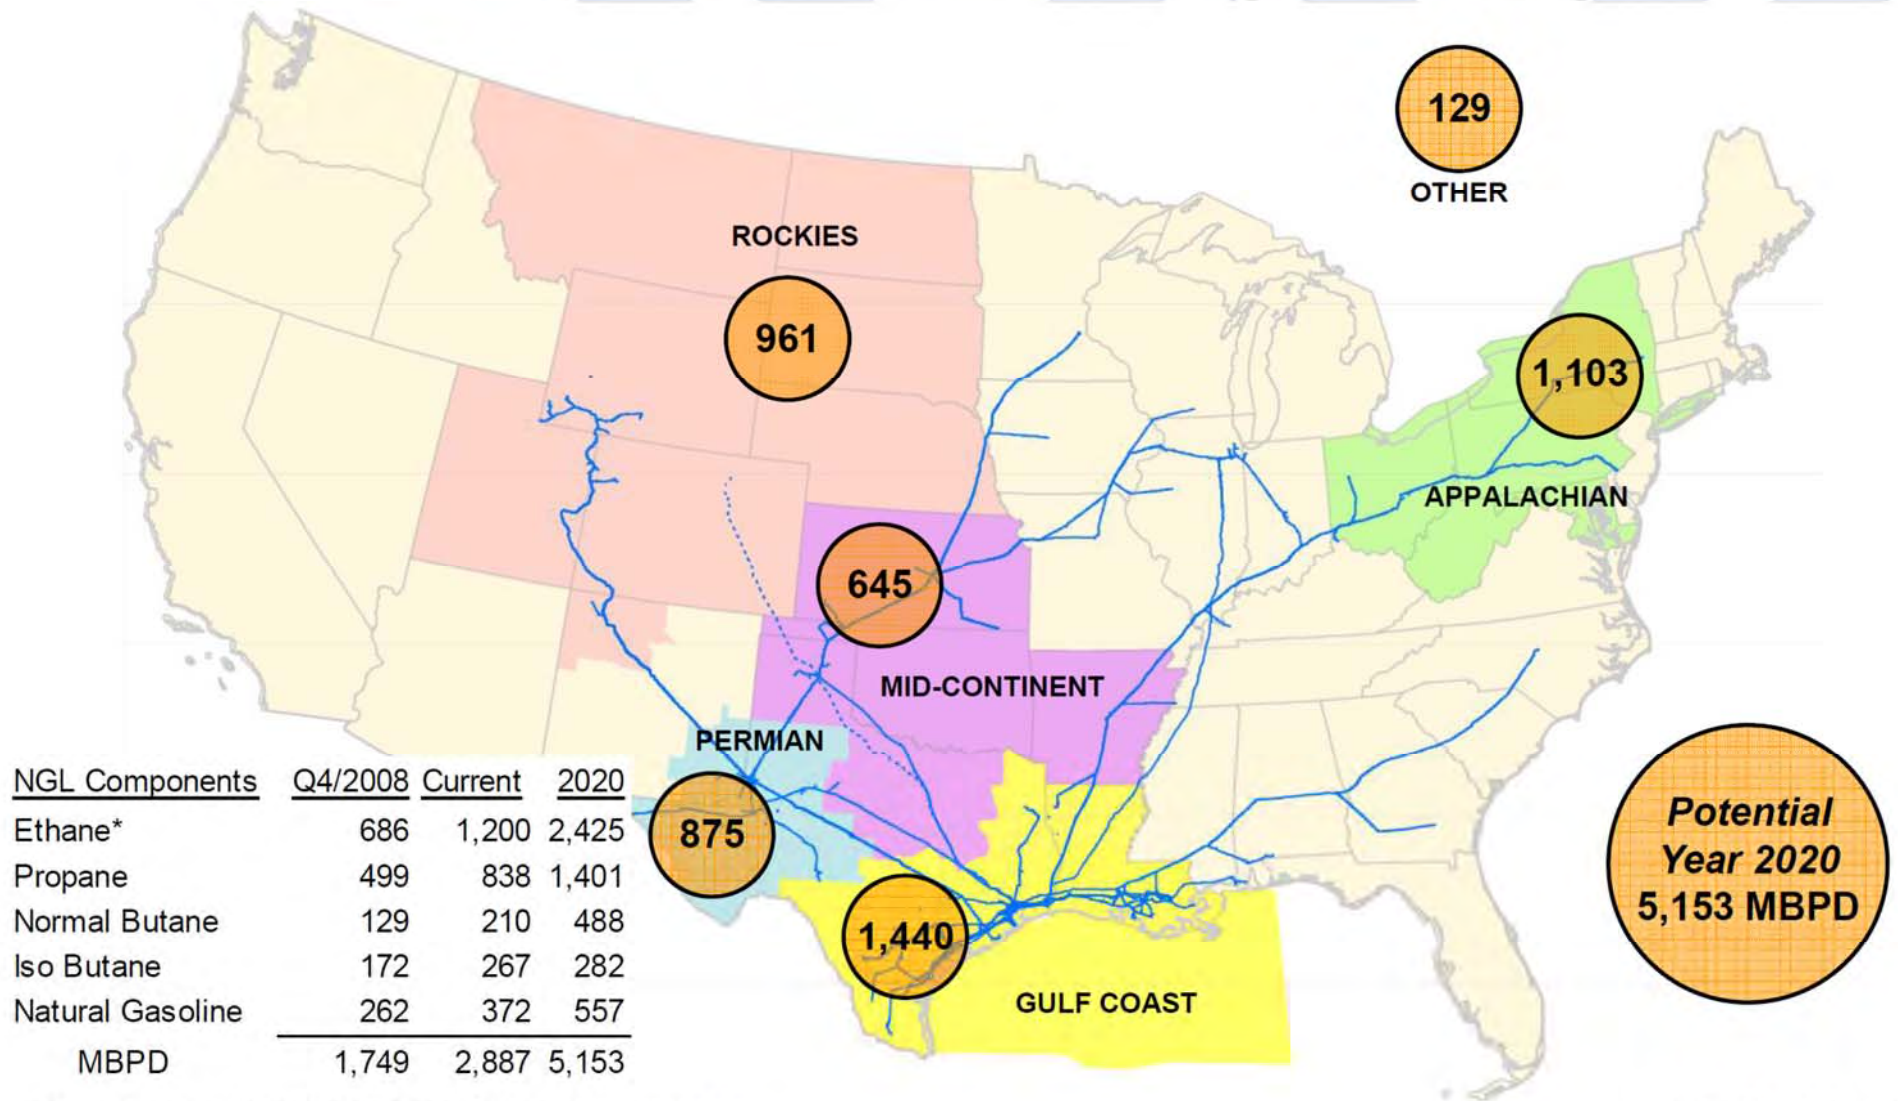 129
OTHER
ROCKIES
961
1,103
APPALACHIAN
645
MID-CONTINENT
PERMIAN
875
1,440
GULF COAST
Potential
Year 2020
5,153 MBPD
NGL Components Q4/2008 Current 2020
Ethane* 686 1,200 2,425
Propane 499 838 1,401
Normal Butane 129 210 488
Iso Butane 172 267 282
Natural Gasoline 262 372 557
MBPD 1,749 2,887 5,153